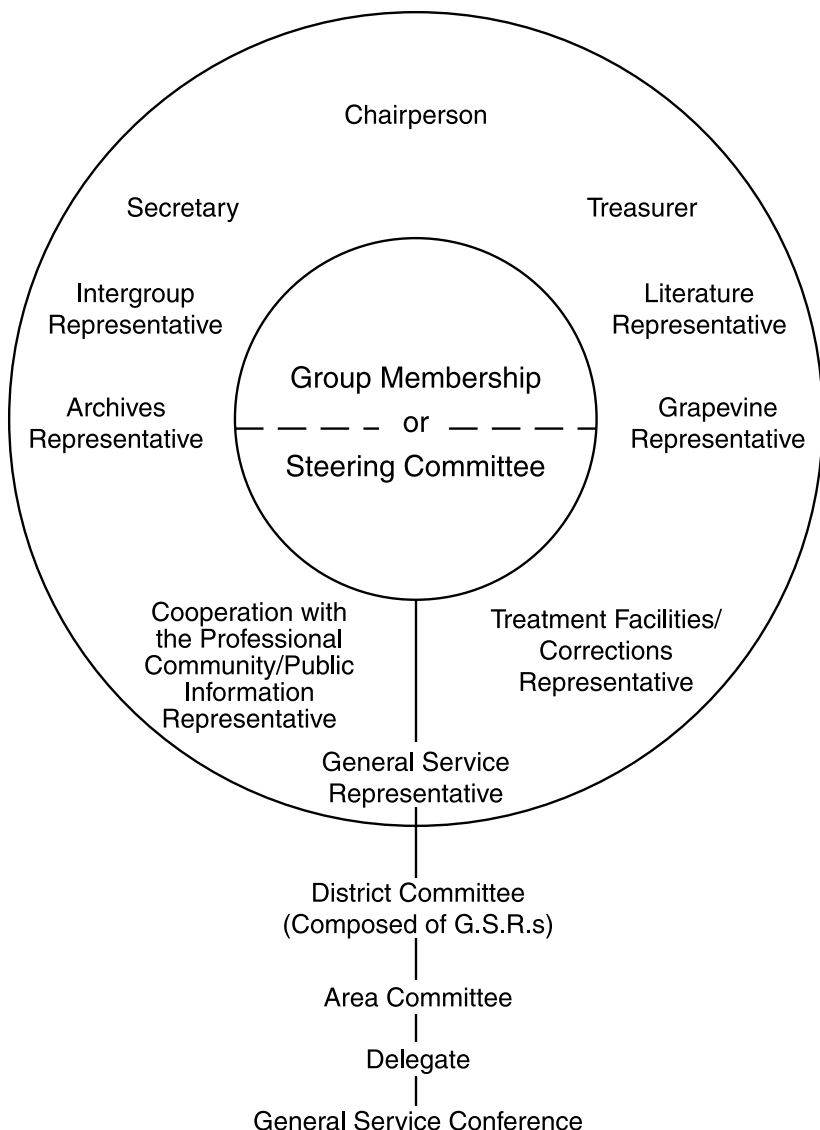 Chairperson
Secretary
Treasurer
Intergroup
Representative
Literature
Representative
Archives
Representative
Group Membership
or
Steering Committee
Grapevine
Representative
Cooperation with
the Professional
Community/Public
Information
Representative
Treatment Facilities/
Corrections
Representative
General Service
Representative
District Committee
(Composed of G.S.R.s)
Area Committee
Delegate
General Service Conference